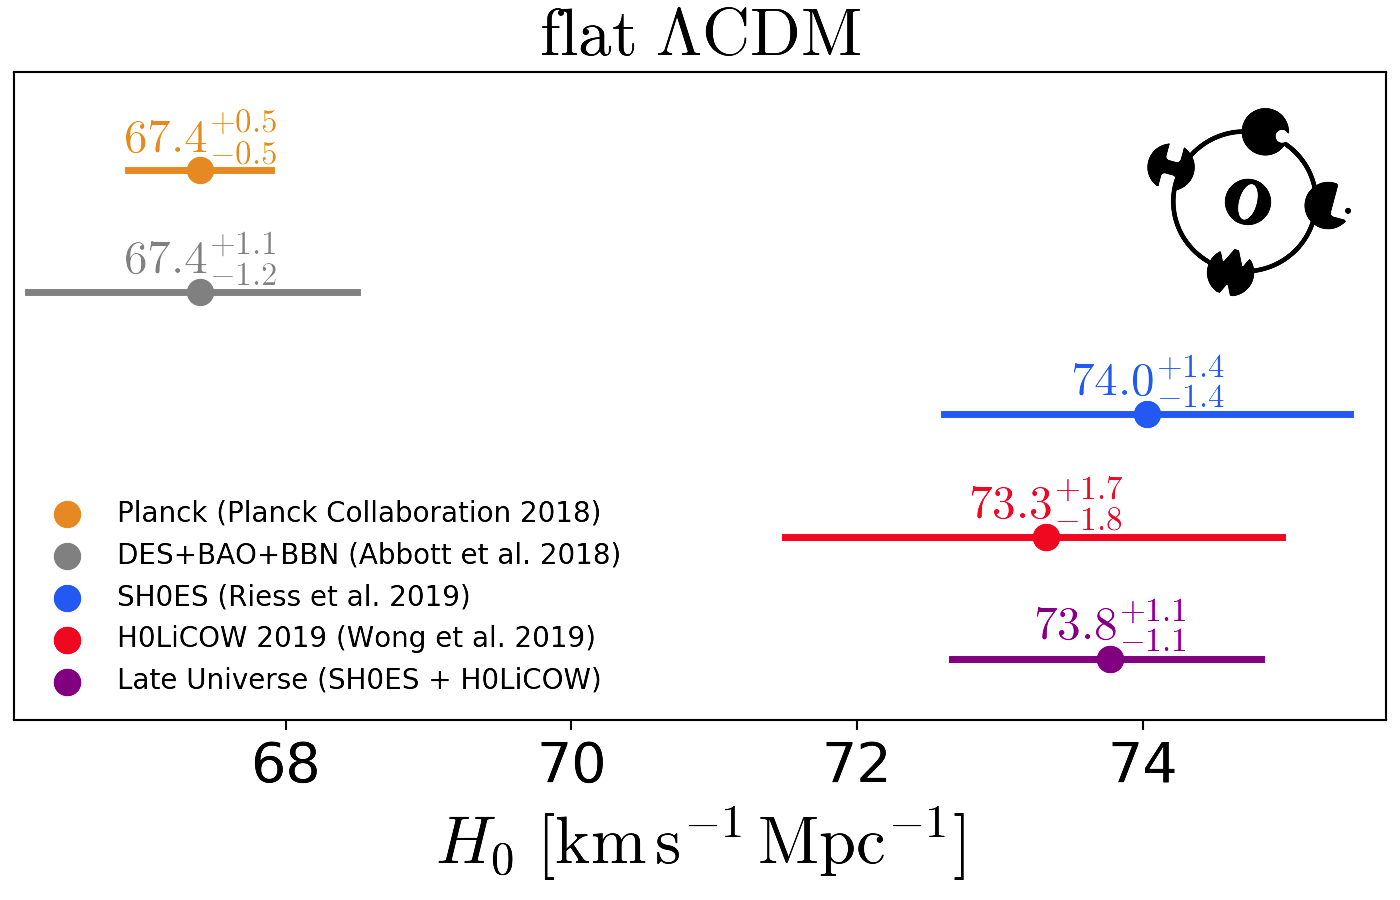 flat ΛCDM
67.4 +0.5 −0.5
67.4 +1.1 −1.2
74.0 +1.4 −1.4
73.3 +1.7 −1.8
73.8 +1.1 −1.1
Planck (Planck Collaboration 2018)
DES+BAO+BBN (Abbott et al. 2018)
SH0ES (Riess et al. 2019)
H0LiCOW 2019 (Wong et al. 2019)
Late Universe (SH0ES + H0LiCOW)
68 70 72 74
H₀ [km s⁻¹ Mpc⁻¹]